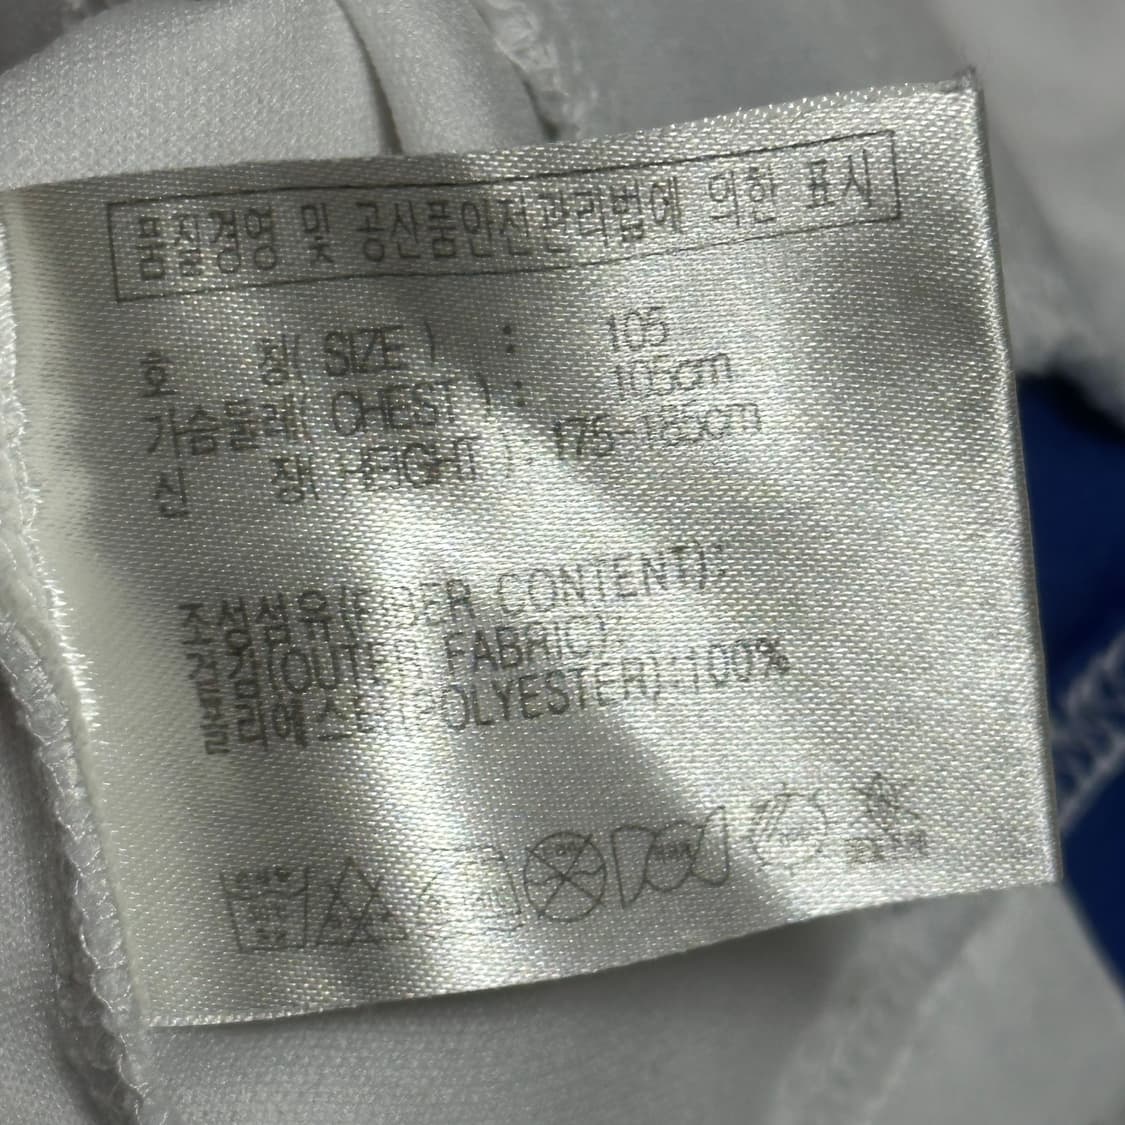 품질경영 및 공산품안전관리법에 의한 표시
호 칭( SIZE ) : 105
가슴둘레( CHEST ) : 105cm
신 장( HEIGHT ) : 175-185cm
조성섬유(FIBER CONTENT):
겉감(OUTER FABRIC):
폴리에스터(POLYESTER):100%